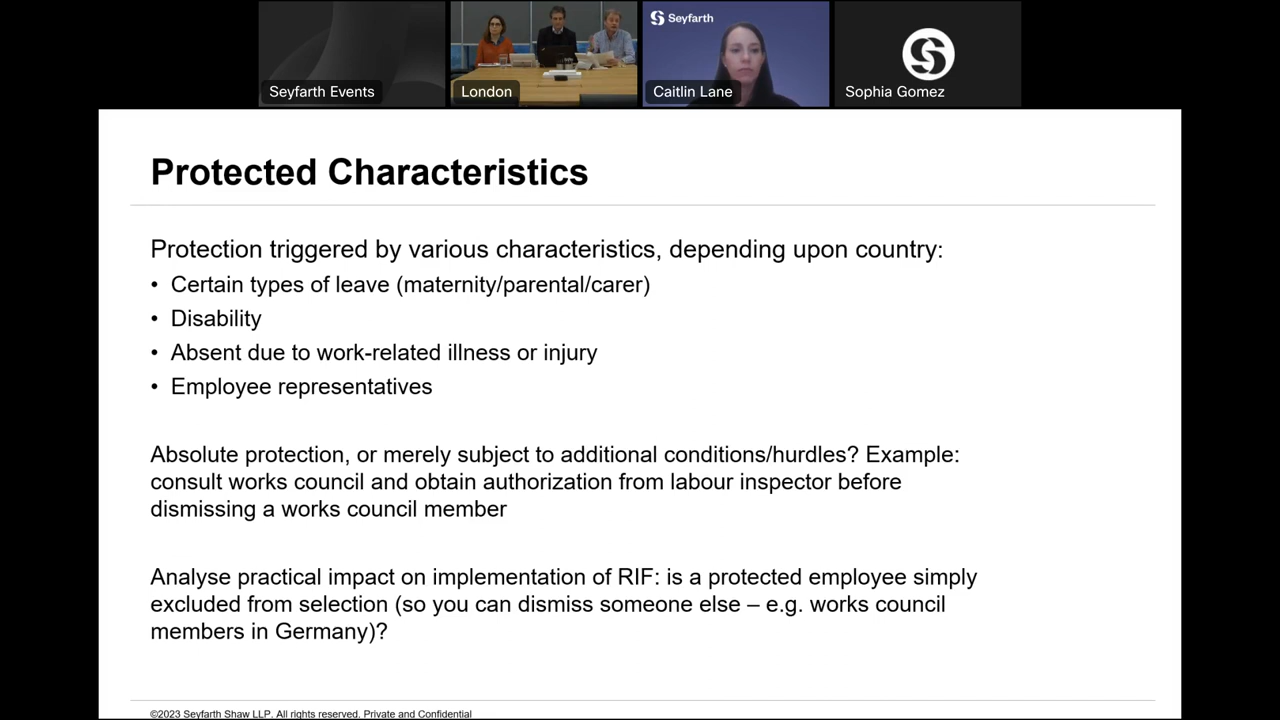 Seyfarth
Seyfarth Events
London
Caitlin Lane
Sophia Gomez
Protected Characteristics
Protection triggered by various characteristics, depending upon country:
• Certain types of leave (maternity/parental/carer)
• Disability
• Absent due to work-related illness or injury
• Employee representatives
Absolute protection, or merely subject to additional conditions/hurdles? Example:
consult works council and obtain authorization from labour inspector before
dismissing a works council member
Analyse practical impact on implementation of RIF: is a protected employee simply
excluded from selection (so you can dismiss someone else – e.g. works council
members in Germany)?
©2023 Seyfarth Shaw LLP. All rights reserved. Private and Confidential